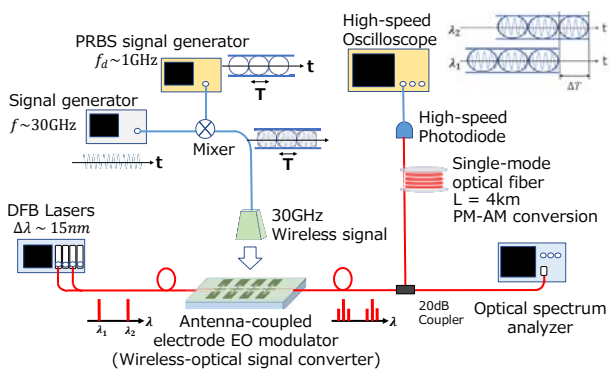 PRBS signal generator
f_d~1GHz
t
T
Signal generator
f~30GHz
t
Mixer
T
High-speed
Oscilloscope
λ₂
t
λ₁
ΔT
High-speed
Photodiode
Single-mode
optical fiber
L = 4km
PM-AM conversion
DFB Lasers
Δλ ~ 15nm
30GHz
Wireless signal
λ₁ λ₂ λ
Antenna-coupled
electrode EO modulator
(Wireless-optical signal converter)
λ
20dB
Coupler
Optical spectrum
analyzer